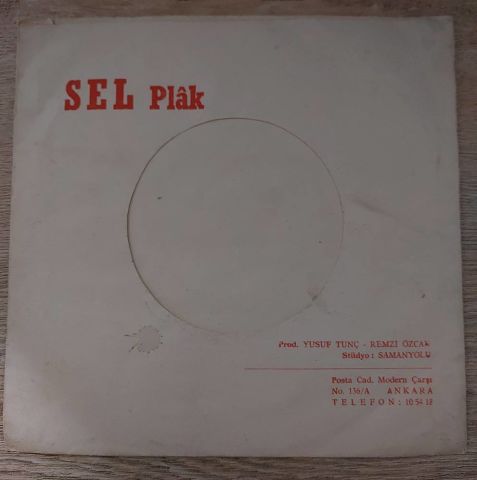 SEL Plâk
Prod. YUSUF TUNÇ - REMZİ ÖZCAN
Stüdyo : SAMANYOLU
Posta Cad. Modern Çarşı
No. 136/A ANKARA
TELEFON : 10 54 18